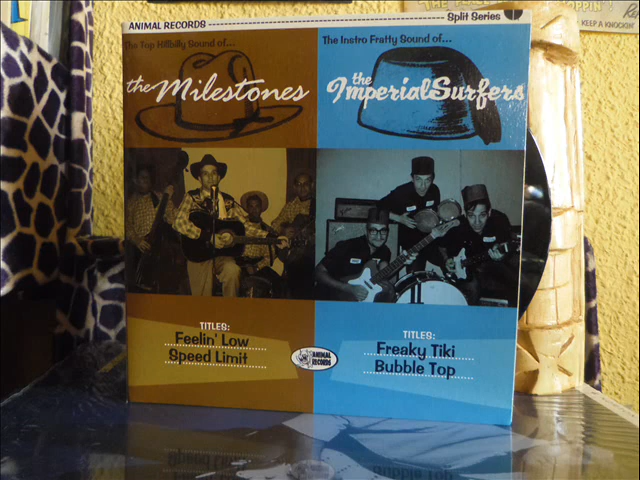 ANIMAL RECORDS
Split Series 1
The Top Hillbilly Sound of...
the Milestones
The Instro Fratty Sound of...
the Imperial Surfers
TITLES:
Feelin' Low
Speed Limit
ANIMAL
RECORDS
TITLES:
Freaky Tiki
Bubble Top
KEEP A KNOCKIN'